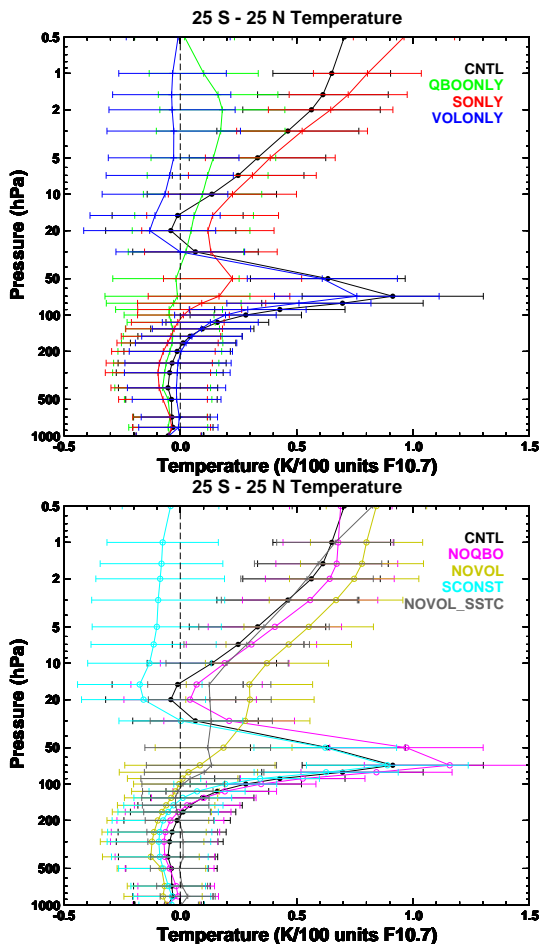 25 S - 25 N Temperature
0.5
1
2
5
10
20
50
100
200
500
1000
Pressure (hPa)
CNTL
QBOONLY
SONLY
VOLONLY
-0.5
0.0
0.5
1.0
1.5
Temperature (K/100 units F10.7)
25 S - 25 N Temperature
0.5
1
2
5
10
20
50
100
200
500
1000
Pressure (hPa)
CNTL
NOQBO
NOVOL
SCONST
NOVOL_SSTC
-0.5
0.0
0.5
1.0
1.5
Temperature (K/100 units F10.7)